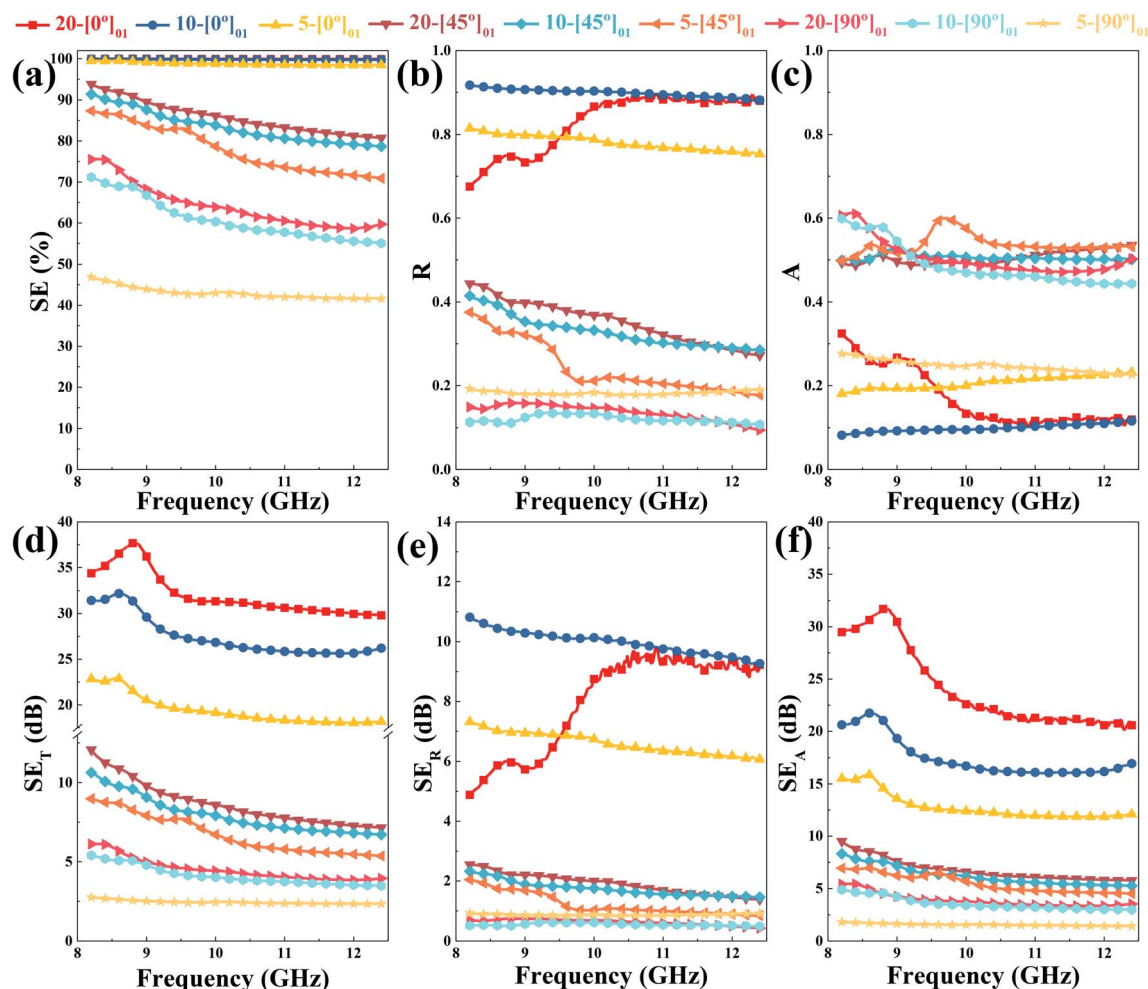 20-[0°]₀₁ 10-[0°]₀₁ 5-[0°]₀₁ 20-[45°]₀₁ 10-[45°]₀₁ 5-[45°]₀₁ 20-[90°]₀₁ 10-[90°]₀₁ 5-[90°]₀₁
(a)
SE (%)
100
90
80
70
60
50
40
30
20
10
0
8 9 10 11 12
Frequency (GHz)
(b)
R
1.0
0.8
0.6
0.4
0.2
0.0
8 9 10 11 12
Frequency (GHz)
(c)
A
1.0
0.8
0.6
0.4
0.2
0.0
8 9 10 11 12
Frequency (GHz)
(d)
SE_T (dB)
40
35
30
25
20
10
5
0
8 9 10 11 12
Frequency (GHz)
(e)
SE_R (dB)
14
12
10
8
6
4
2
0
8 9 10 11 12
Frequency (GHz)
(f)
SE_A (dB)
40
35
30
25
20
15
10
5
0
8 9 10 11 12
Frequency (GHz)